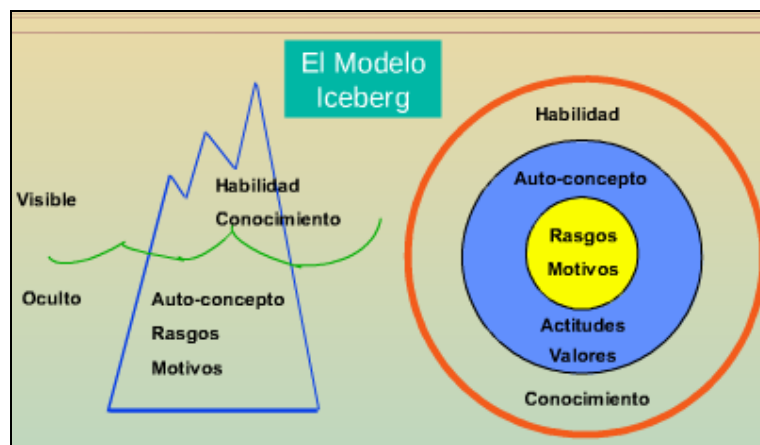 El Modelo
Iceberg
Visible
Habilidad
Conocimiento
Oculto
Auto-concepto
Rasgos
Motivos
Habilidad
Auto-concepto
Rasgos
Motivos
Actitudes
Valores
Conocimiento